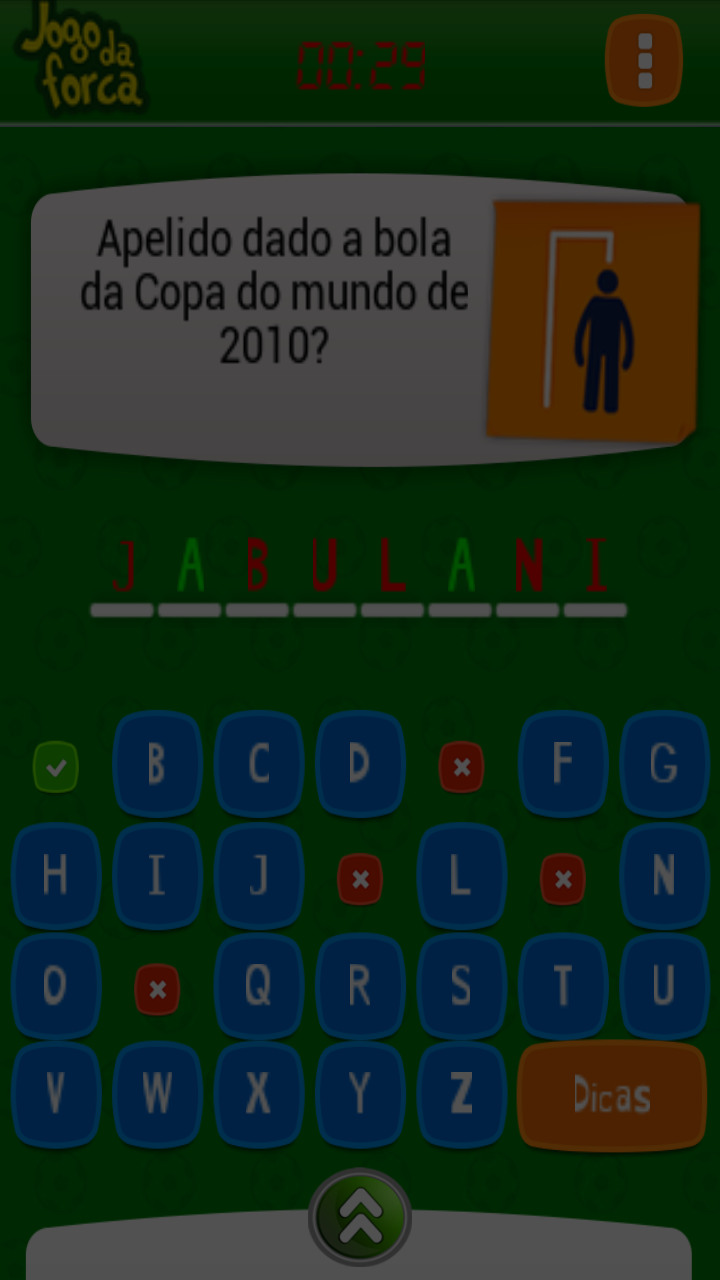 Jogo da forca
00:29
Apelido dado a bola
da Copa do mundo de
2010?
J A B U L A N I
B C D F G
H I J L N
O Q R S T U
V W X Y Z Dicas